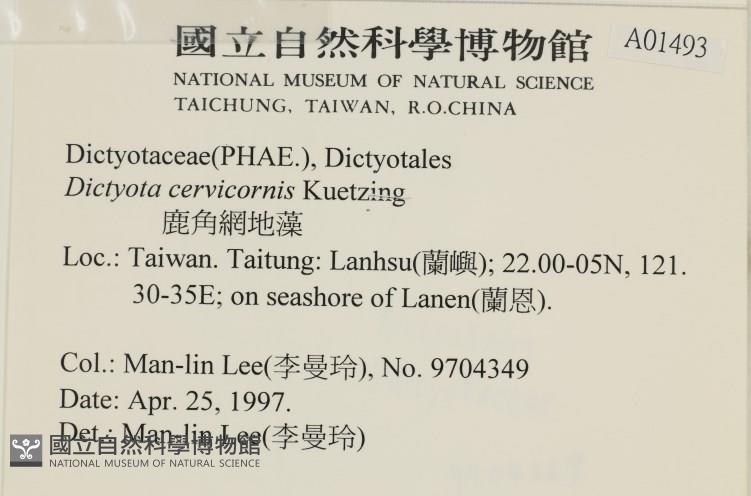 國立自然科學博物館
A01493
NATIONAL MUSEUM OF NATURAL SCIENCE
TAICHUNG, TAIWAN, R.O.CHINA
Dictyotaceae(PHAE.), Dictyotales
Dictyota cervicornis Kuetzing
鹿角網地藻
Loc.: Taiwan. Taitung: Lanhsu(蘭嶼); 22.00-05N, 121.
30-35E; on seashore of Lanen(蘭恩).
Col.: Man-lin Lee(李曼玲), No. 9704349
Date: Apr. 25, 1997.
Det.: Man-lin Lee(李曼玲)
國立自然科學博物館
NATIONAL MUSEUM OF NATURAL SCIENCE